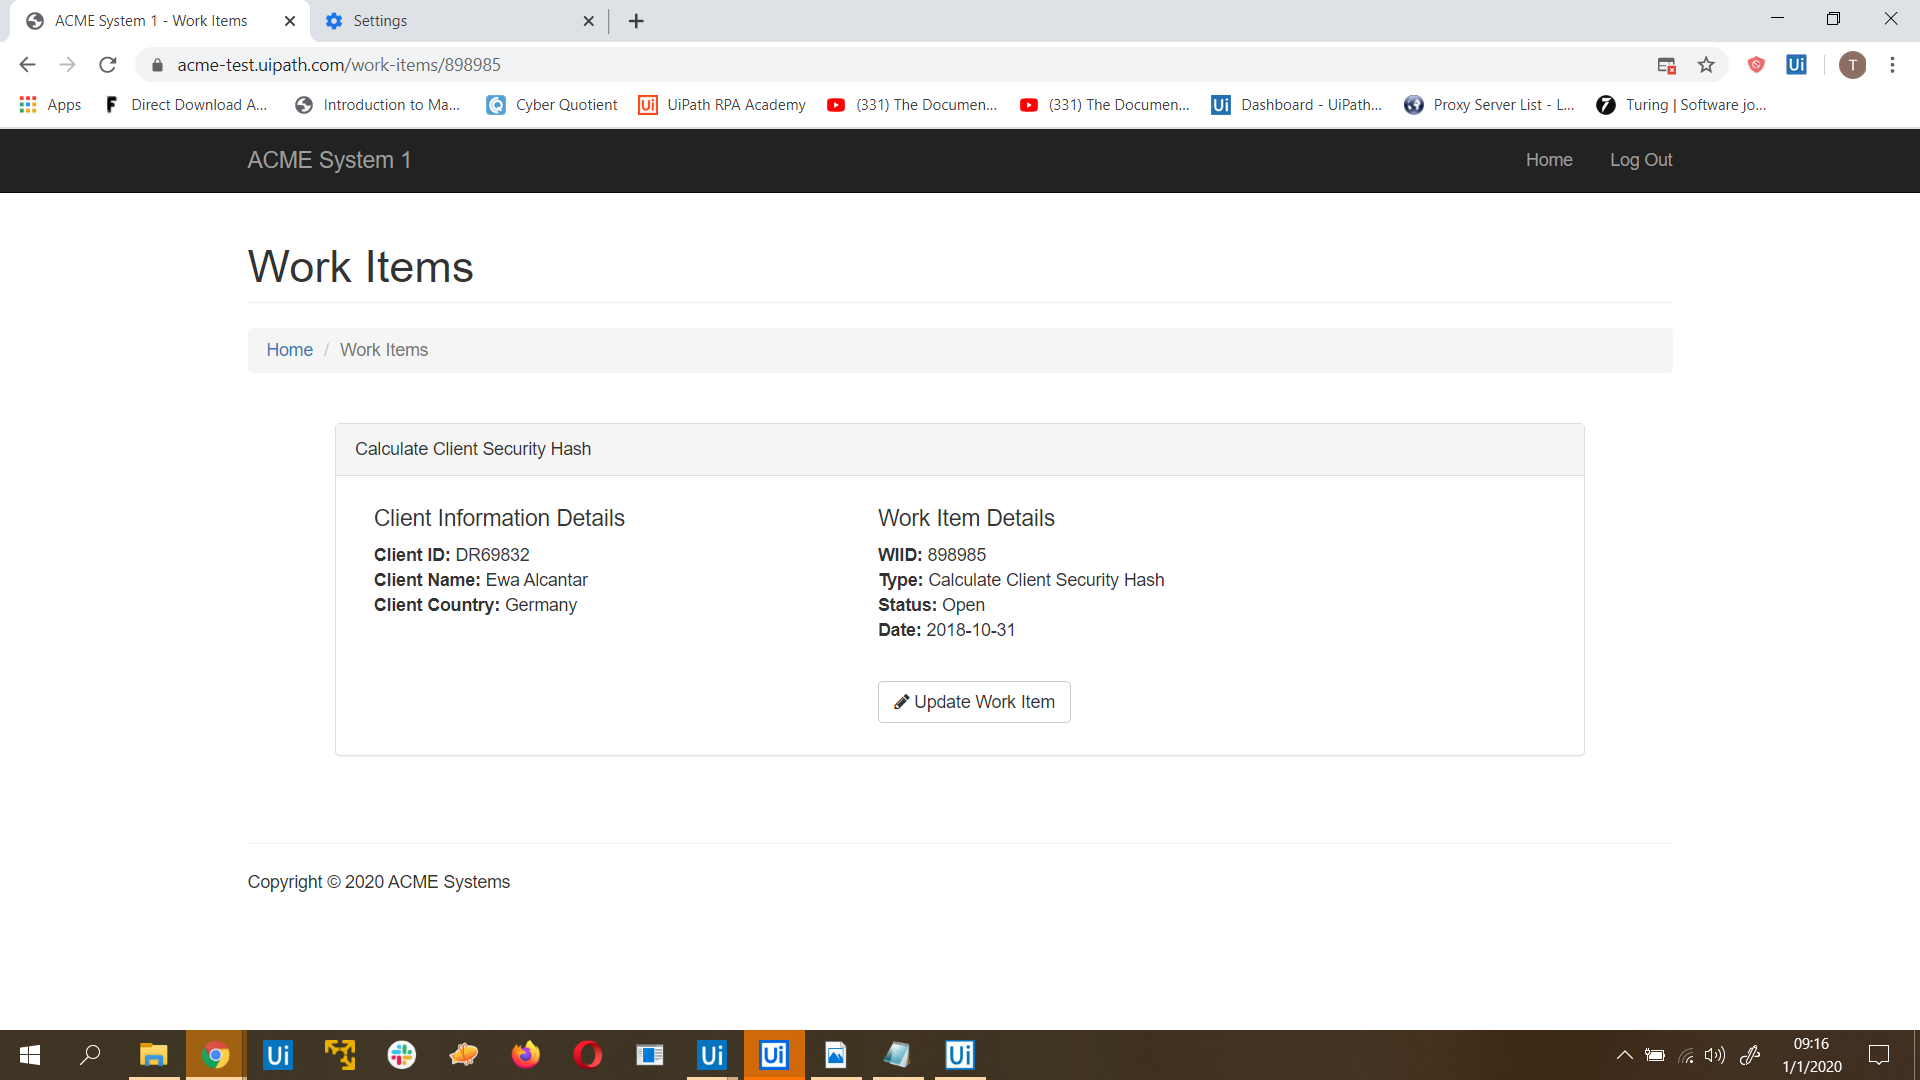 ACME System 1 - Work Items
Settings
acme-test.uipath.com/work-items/898985
T
Apps
Direct Download A...
Introduction to Ma...
Cyber Quotient
UiPath RPA Academy
(331) The Documen...
(331) The Documen...
Dashboard - UiPath...
Proxy Server List - L...
Turing | Software jo...
ACME System 1
Home
Log Out
Work Items
Home / Work Items
Calculate Client Security Hash
Client Information Details
Client ID: DR69832
Client Name: Ewa Alcantar
Client Country: Germany
Work Item Details
WIID: 898985
Type: Calculate Client Security Hash
Status: Open
Date: 2018-10-31
Update Work Item
Copyright © 2020 ACME Systems
Ui
Ui
Ui
Ui
09:16
1/1/2020